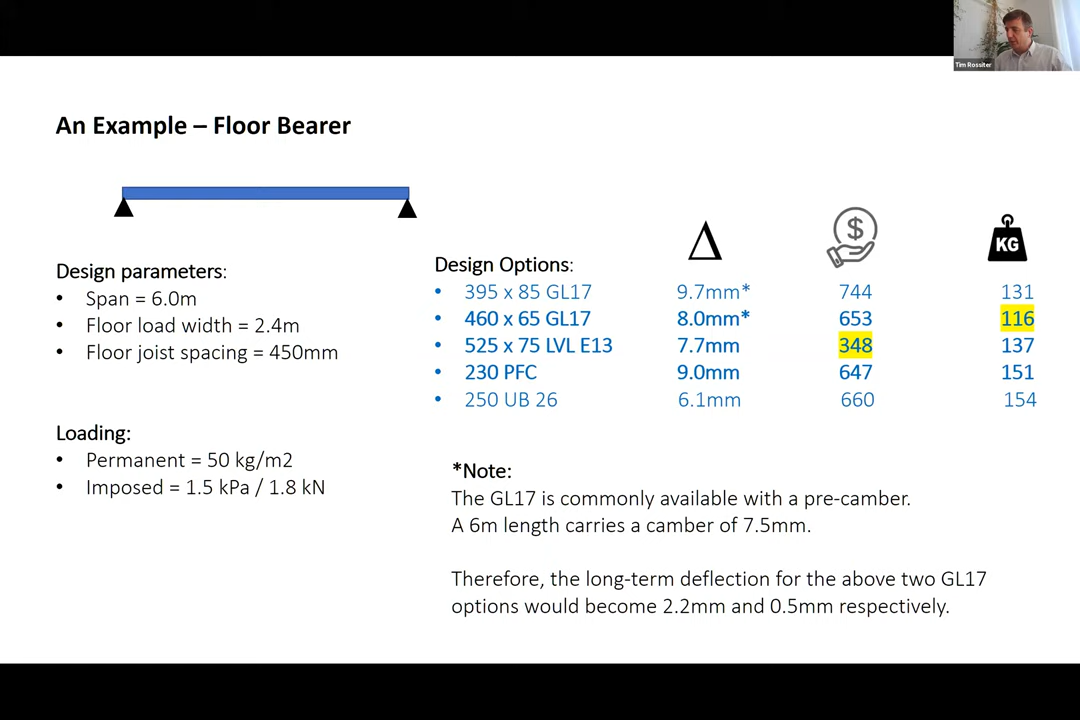 Tim Rossiter
An Example – Floor Bearer
Design parameters:
• Span = 6.0m
• Floor load width = 2.4m
• Floor joist spacing = 450mm
Loading:
• Permanent = 50 kg/m2
• Imposed = 1.5 kPa / 1.8 kN
Δ $ KG
Design Options:
• 395 x 85 GL17 9.7mm* 744 131
• 460 x 65 GL17 8.0mm* 653 116
• 525 x 75 LVL E13 7.7mm 348 137
• 230 PFC 9.0mm 647 151
• 250 UB 26 6.1mm 660 154
*Note:
The GL17 is commonly available with a pre-camber.
A 6m length carries a camber of 7.5mm.
Therefore, the long-term deflection for the above two GL17
options would become 2.2mm and 0.5mm respectively.